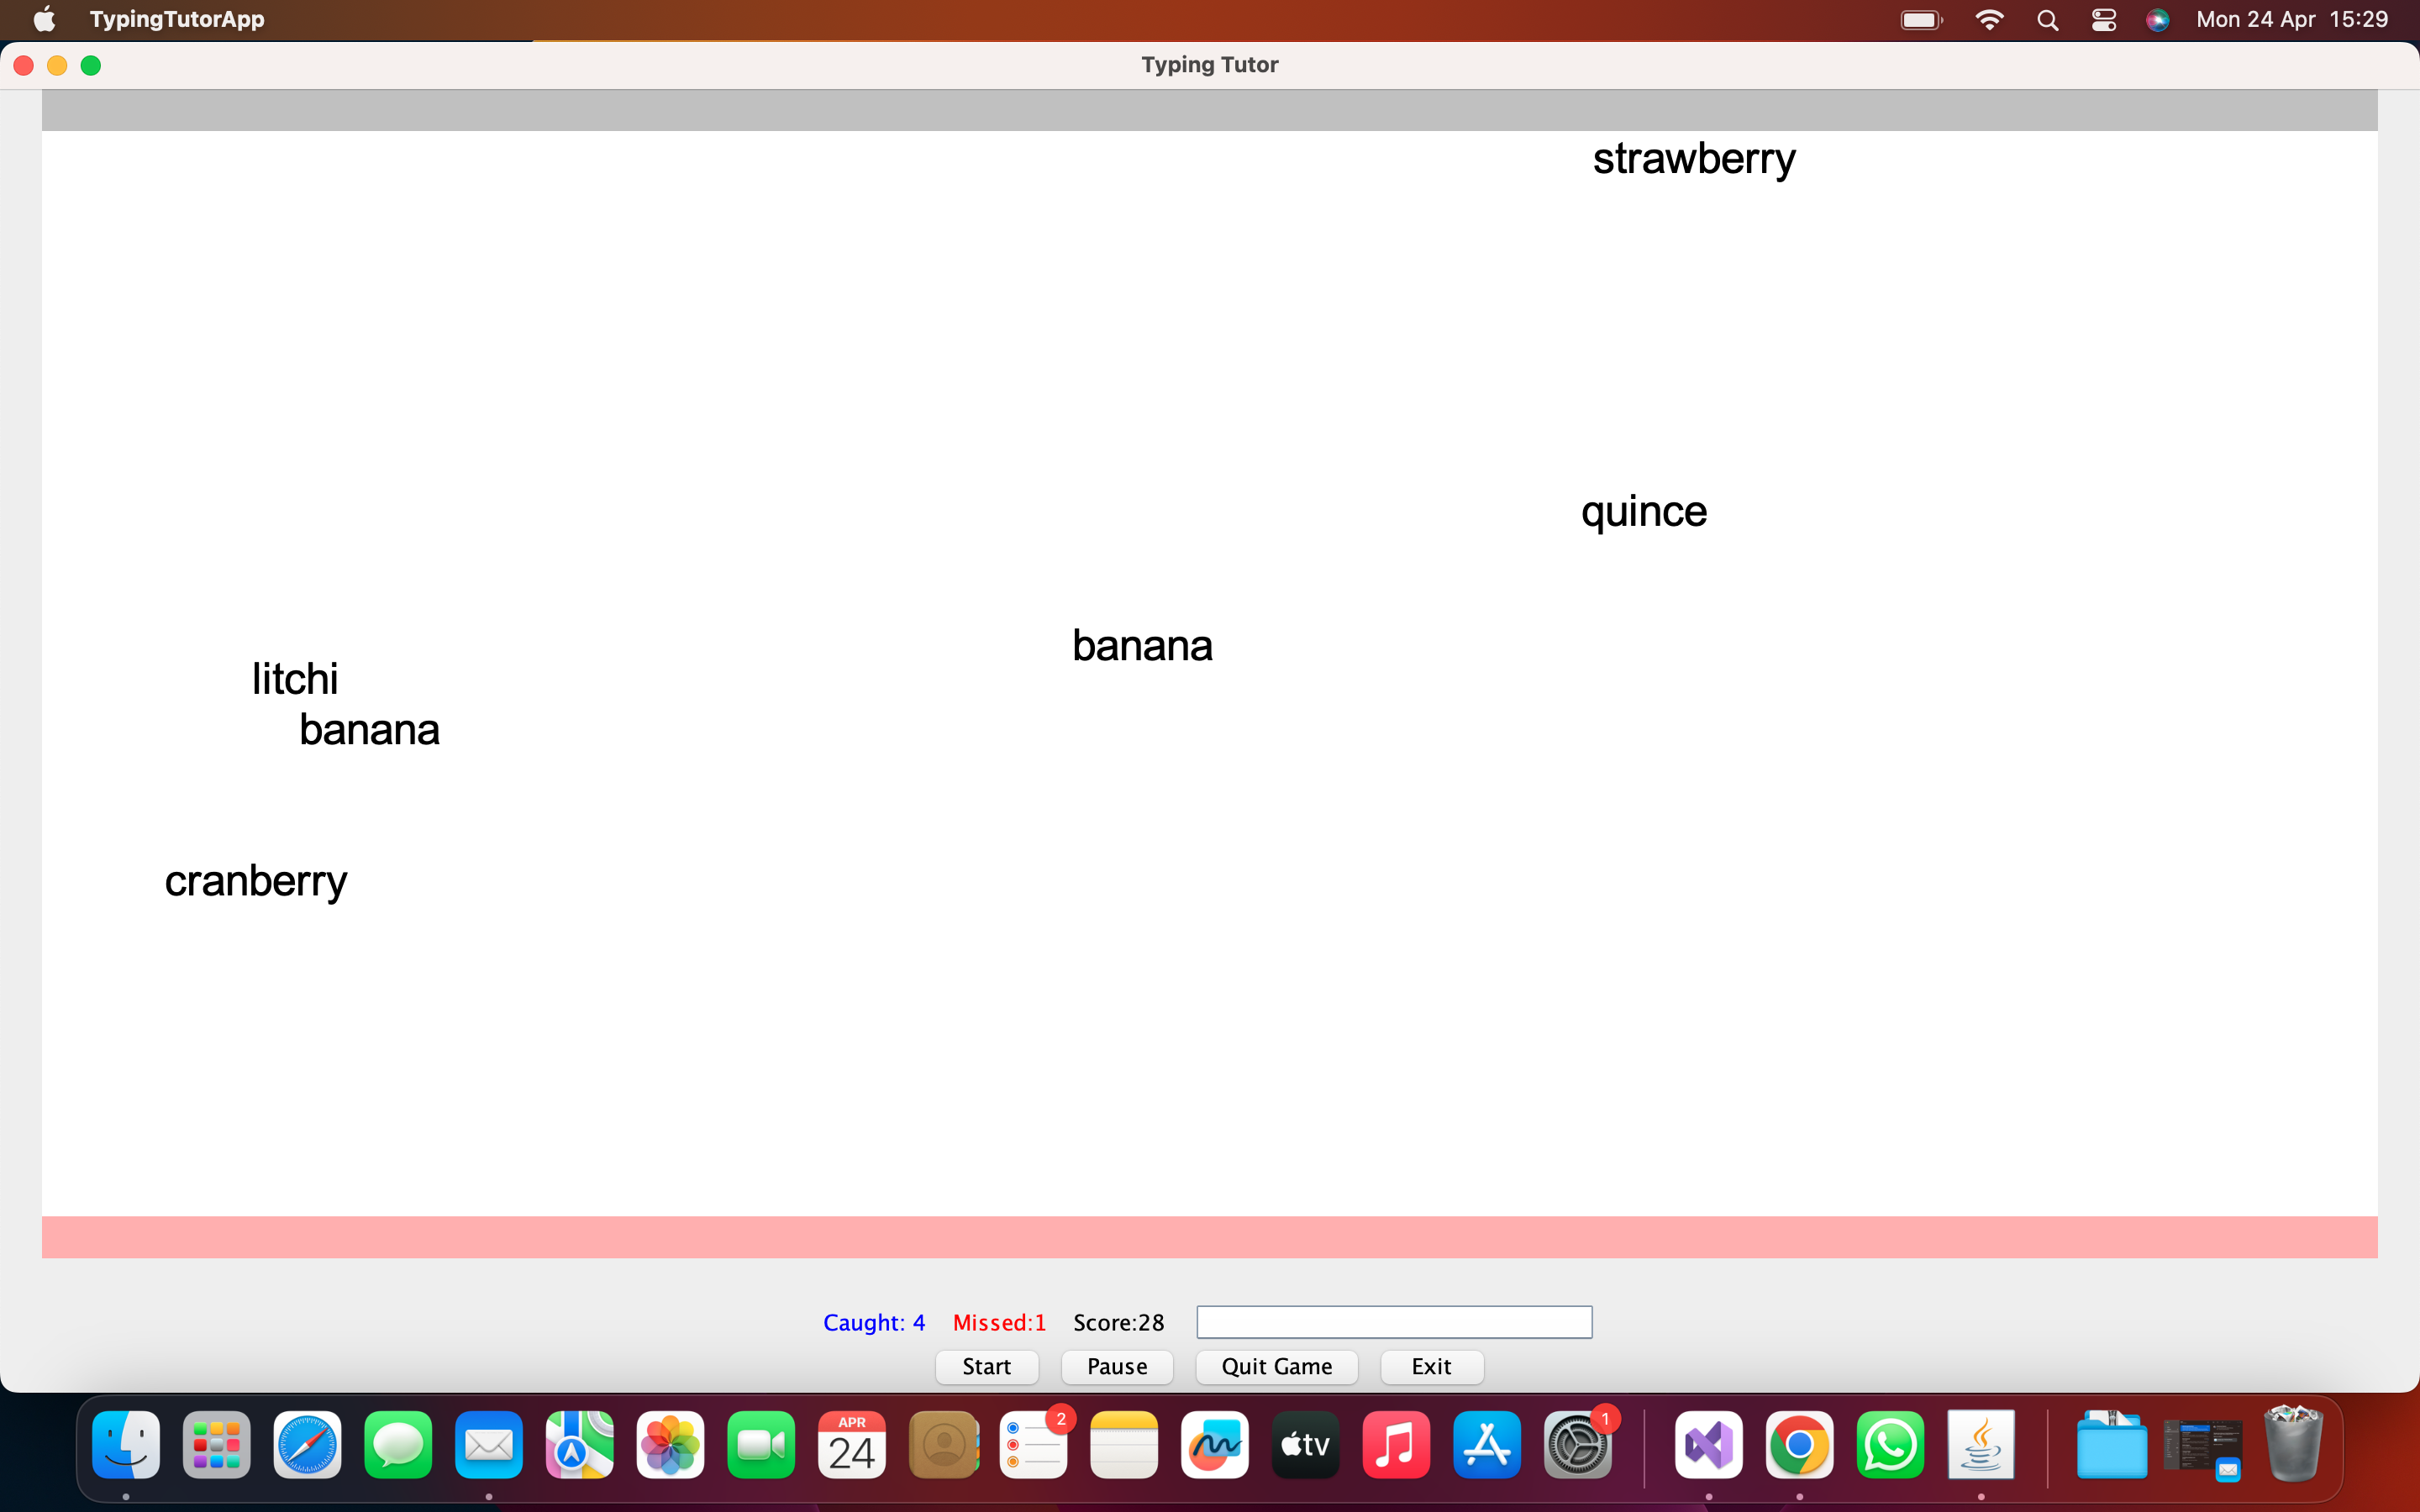 TypingTutorApp
Mon 24 Apr 15:29
Typing Tutor
strawberry
quince
banana
litchi
banana
cranberry
Caught: 4 Missed:1 Score:28
Start Pause Quit Game Exit
APR
24
2
tv
1